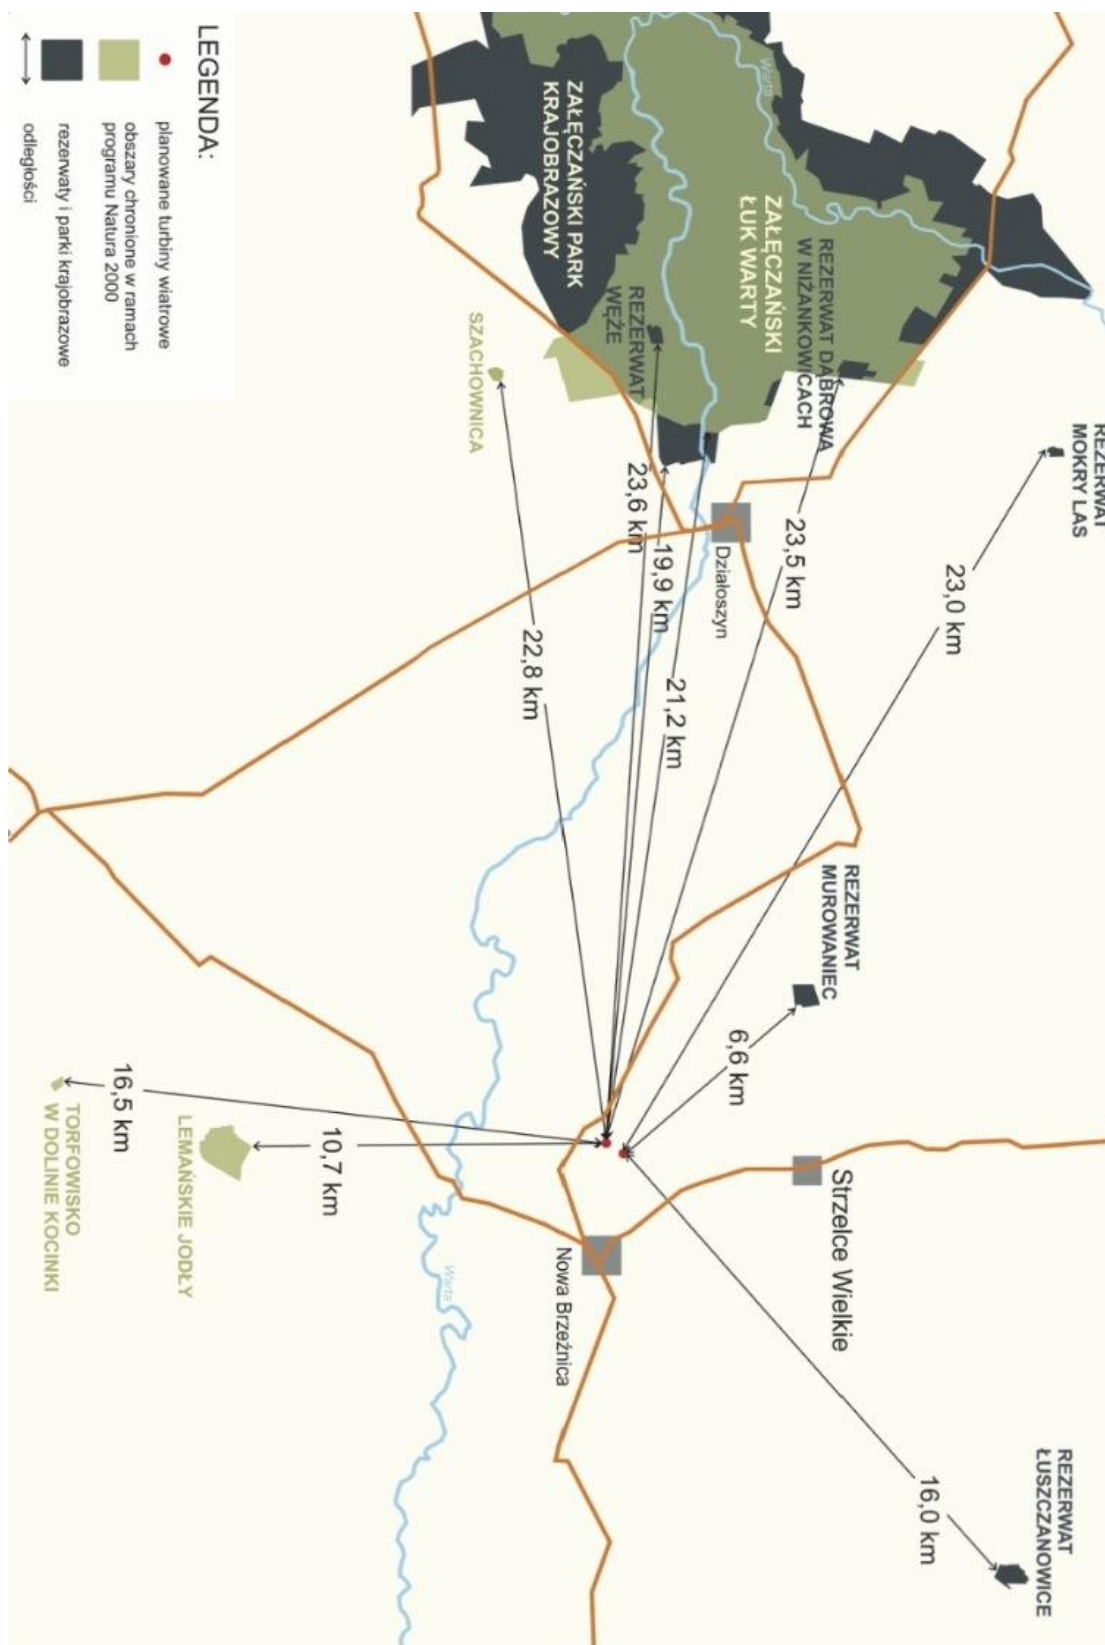 REZERWAT
MOKRY LAS
Warta
ZAŁĘCZAŃSKI
ŁUK WARTY
REZERWAT DĄBROWA
W NIŻANKOWICACH
ZAŁĘCZAŃSKI PARK
KRAJOBRAZOWY
REZERWAT
WĘŻE
SZACHOWNICA
Działoszyn
23,0 km
23,5 km
21,2 km
19,9 km
23,6 km
22,8 km
REZERWAT
MUROWANIEC
6,6 km
Strzelce Wielkie
Nowa Brzeźnica
Warta
REZERWAT
ŁUSZCZANOWICE
16,0 km
10,7 km
16,5 km
LEMAŃSKIE JODŁY
TORFOWISKO
W DOLINIE KOCINKI
LEGENDA:
planowane turbiny wiatrowe
obszary chronione w ramach
programu Natura 2000
rezerwaty i parki krajobrazowe
odległości